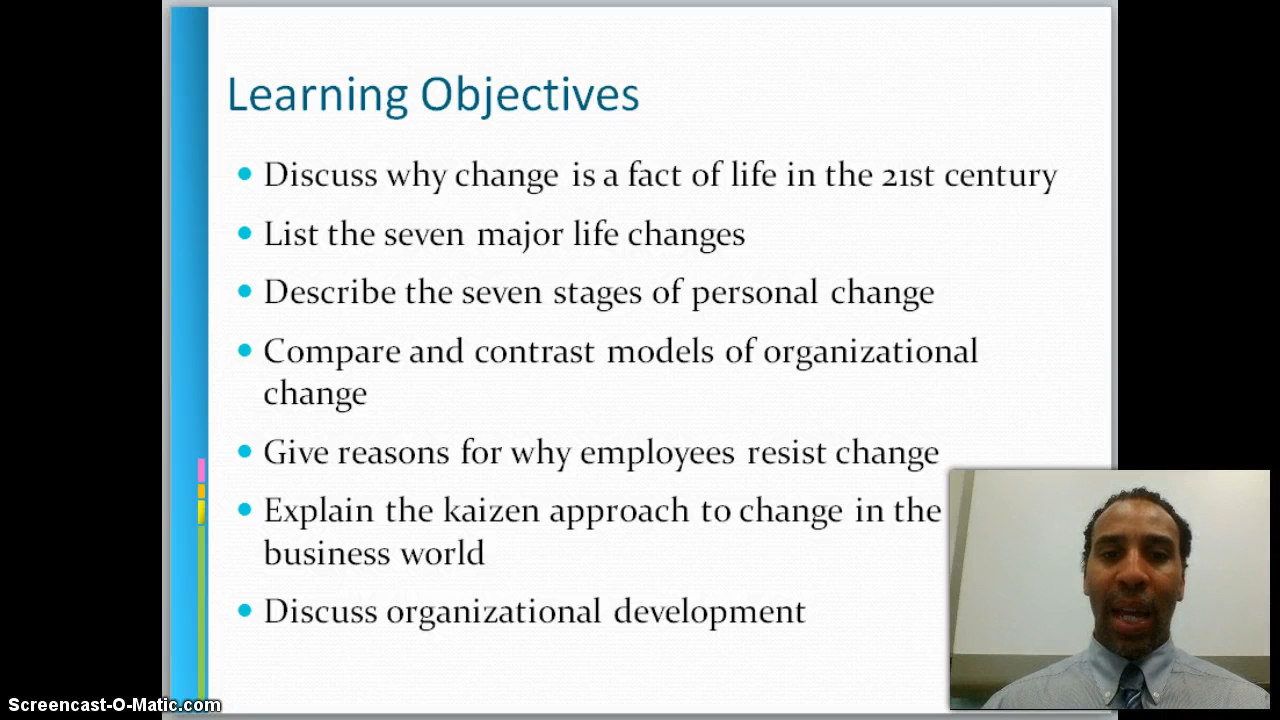 Learning Objectives
• Discuss why change is a fact of life in the 21st century
• List the seven major life changes
• Describe the seven stages of personal change
• Compare and contrast models of organizational
change
• Give reasons for why employees resist change
• Explain the kaizen approach to change in the
business world
• Discuss organizational development
Screencast-O-Matic.com